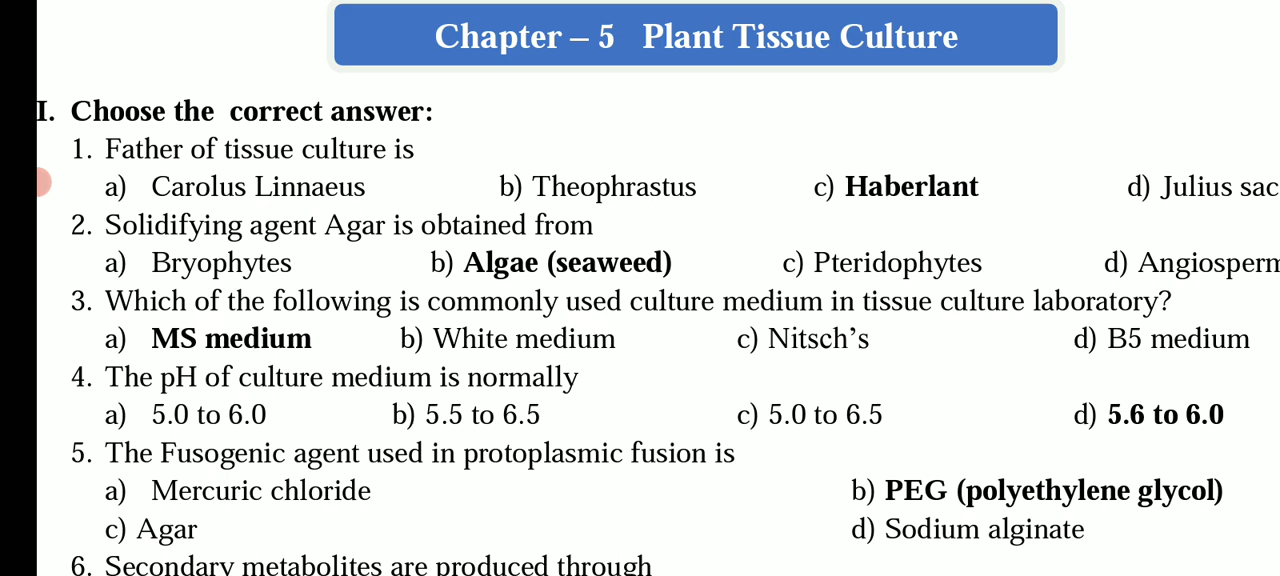 Chapter – 5 Plant Tissue Culture
I. Choose the correct answer:
1. Father of tissue culture is
a) Carolus Linnaeus b) Theophrastus c) Haberlant d) Julius sac
2. Solidifying agent Agar is obtained from
a) Bryophytes b) Algae (seaweed) c) Pteridophytes d) Angiosperm
3. Which of the following is commonly used culture medium in tissue culture laboratory?
a) MS medium b) White medium c) Nitsch’s d) B5 medium
4. The pH of culture medium is normally
a) 5.0 to 6.0 b) 5.5 to 6.5 c) 5.0 to 6.5 d) 5.6 to 6.0
5. The Fusogenic agent used in protoplasmic fusion is
a) Mercuric chloride b) PEG (polyethylene glycol)
c) Agar d) Sodium alginate
6. Secondary metabolites are produced through